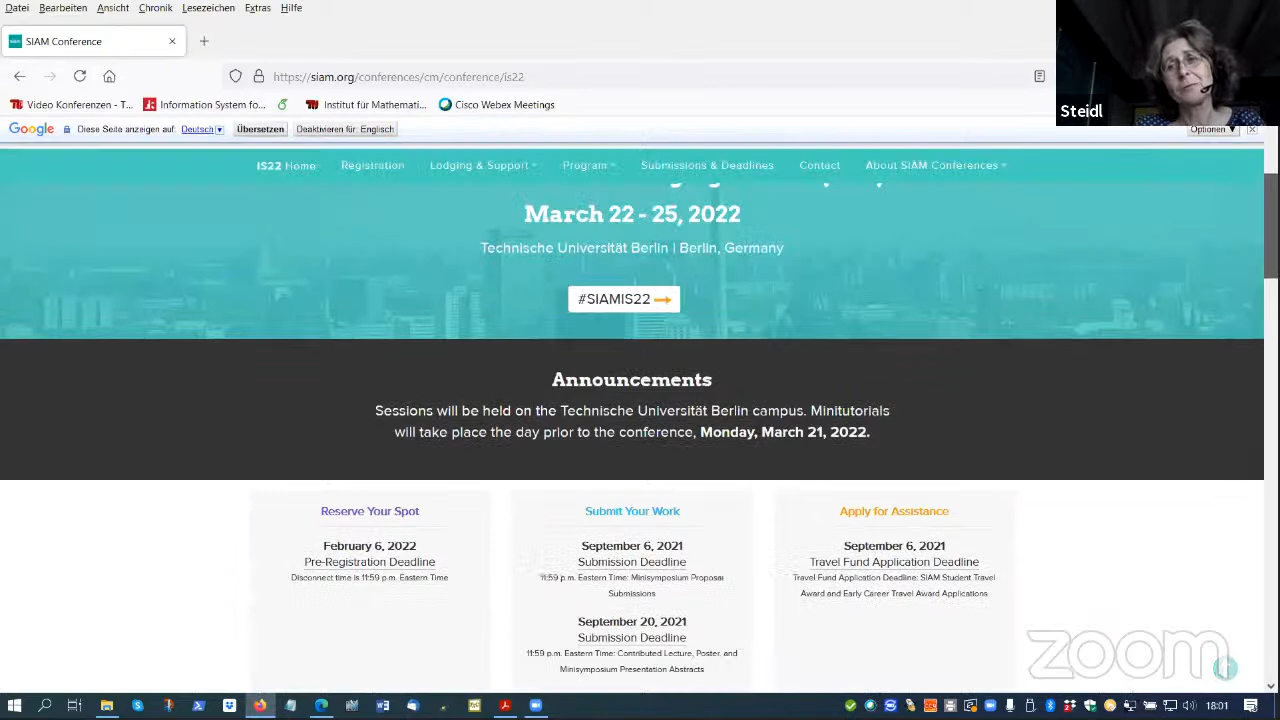 Datei Bearbeiten Ansicht Chronik Lesezeichen Extras Hilfe
SIAM Conference
https://siam.org/conferences/cm/conference/is22
Video Konferenzen - T... Information System fo... Institut für Mathemati... Cisco Webex Meetings
Steidl
Google Diese Seite anzeigen auf: Deutsch Übersetzen Deaktivieren für: Englisch Optionen
IS22 Home Registration Lodging & Support Program Submissions & Deadlines Contact About SIAM Conferences
March 22 - 25, 2022
Technische Universität Berlin | Berlin, Germany
#SIAMIS22
Announcements
Sessions will be held on the Technische Universität Berlin campus. Minitutorials
will take place the day prior to the conference, Monday, March 21, 2022.
Reserve Your Spot
February 6, 2022
Pre-Registration Deadline
Disconnect time is 11:59 p.m. Eastern Time
Submit Your Work
September 6, 2021
Submission Deadline
11:59 p.m. Eastern Time: Minisymposium Proposal
Submissions
September 20, 2021
Submission Deadline
11:59 p.m. Eastern Time: Contributed Lecture, Poster, and
Minisymposium Presentation Abstracts
Apply for Assistance
September 6, 2021
Travel Fund Application Deadline
Travel Fund Application Deadline: SIAM Student Travel
Award and Early Career Travel Award Applications
zoom
18:01